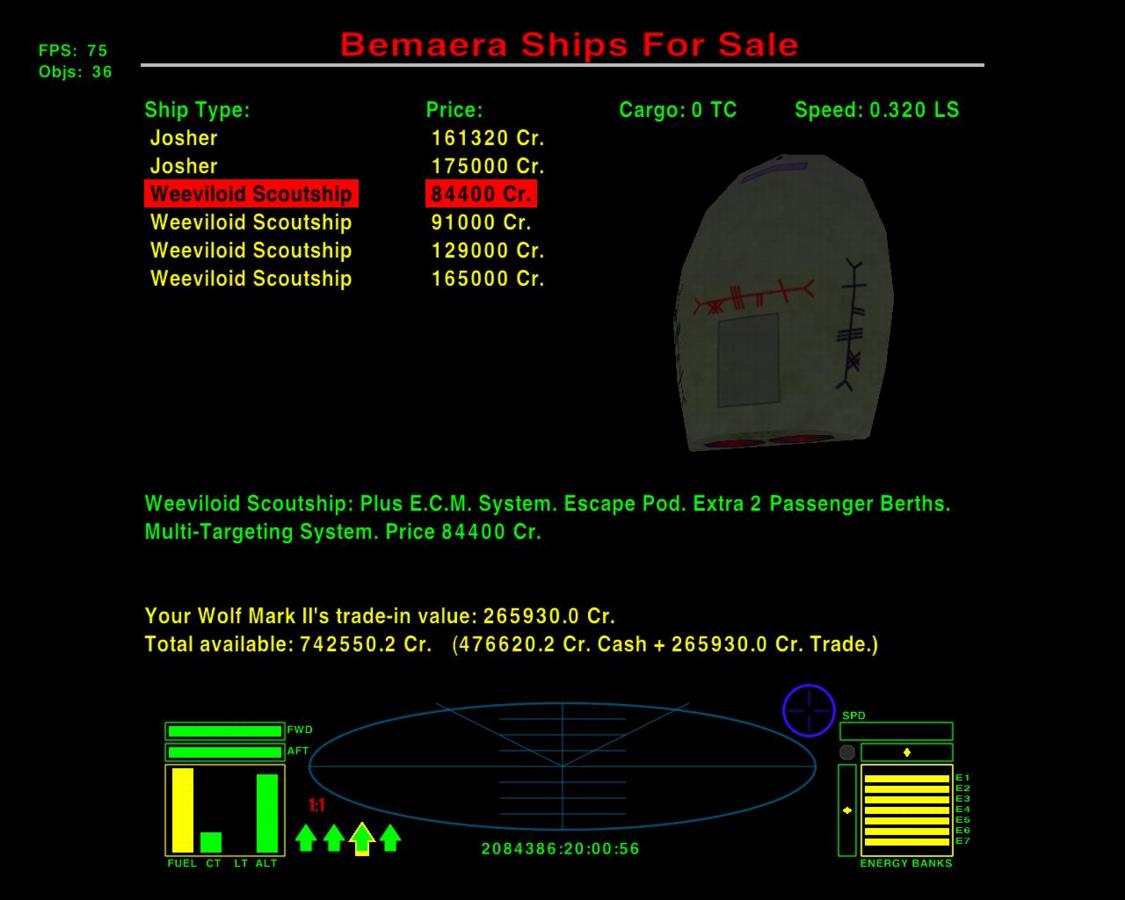 Bemaera Ships For Sale
FPS: 75
Objs: 36
Ship Type: Price: Cargo: 0 TC Speed: 0.320 LS
Josher 161320 Cr.
Josher 175000 Cr.
Weeviloid Scoutship 84400 Cr.
Weeviloid Scoutship 91000 Cr.
Weeviloid Scoutship 129000 Cr.
Weeviloid Scoutship 165000 Cr.
Weeviloid Scoutship: Plus E.C.M. System. Escape Pod. Extra 2 Passenger Berths.
Multi-Targeting System. Price 84400 Cr.
Your Wolf Mark II's trade-in value: 265930.0 Cr.
Total available: 742550.2 Cr. (476620.2 Cr. Cash + 265930.0 Cr. Trade.)
FWD
AFT
1:1
FUEL CT LT ALT
2084386:20:00:56
SPD
E1
E2
E3
E4
E5
E6
E7
ENERGY BANKS